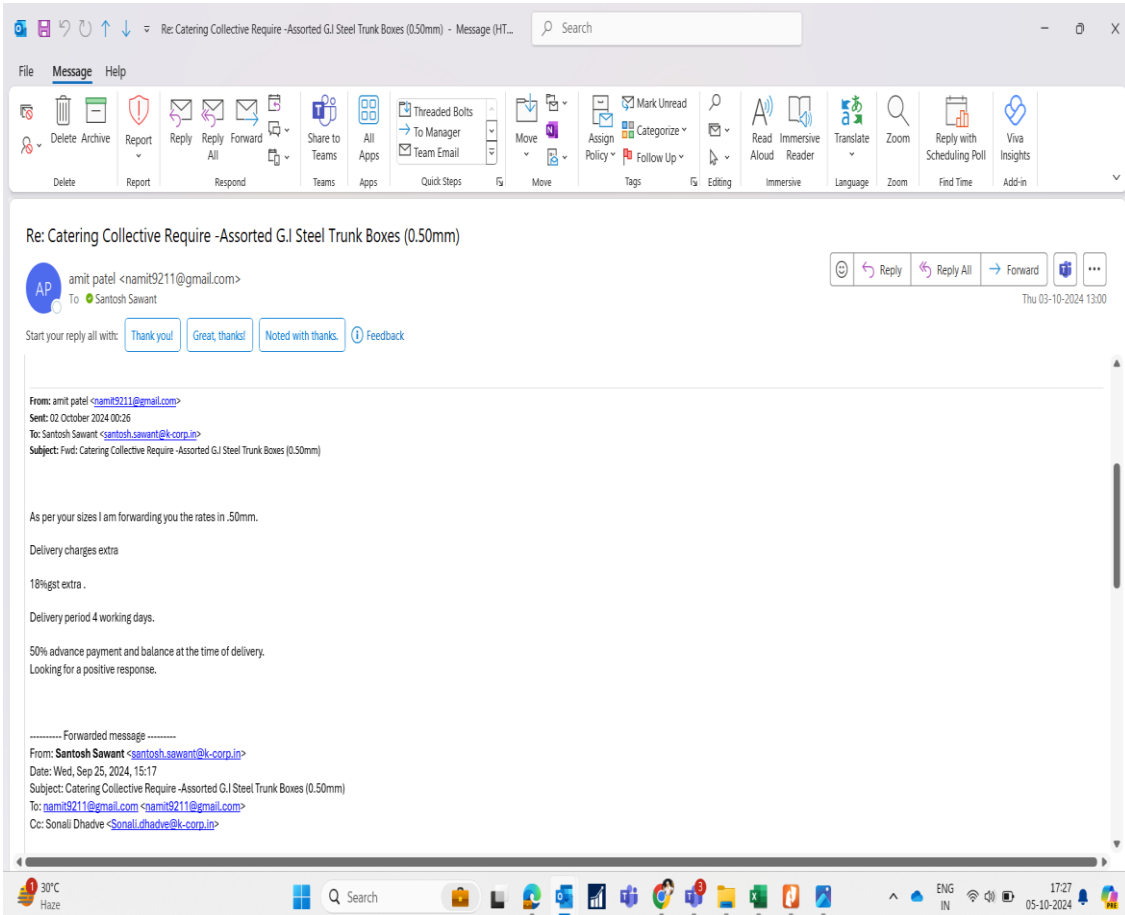 Re: Catering Collective Require -Assorted G.I Steel Trunk Boxes (0.50mm) - Message (HT...
Search
File Message Help
Delete Archive
Report
Reply Reply All Forward
Share to Teams
All Apps
Threaded Bolts
To Manager
Team Email
Move
Assign Policy
Mark Unread
Categorize
Follow Up
Read Aloud Immersive Reader
Translate
Zoom
Reply with Scheduling Poll
Viva Insights
Delete Report Respond Teams Apps Quick Steps Move Tags Editing Immersive Language Zoom Find Time Add-in
Re: Catering Collective Require -Assorted G.I Steel Trunk Boxes (0.50mm)
AP
amit patel <namit9211@gmail.com>
To Santosh Sawant
Reply Reply All Forward
Thu 03-10-2024 13:00
Start your reply all with: Thank you! Great, thanks! Noted with thanks. Feedback
From: amit patel <namit9211@gmail.com>
Sent: 02 October 2024 00:26
To: Santosh Sawant <santosh.sawant@k-corp.in>
Subject: Fwd: Catering Collective Require -Assorted G.I Steel Trunk Boxes (0.50mm)
As per your sizes I am forwarding you the rates in .50mm.
Delivery charges extra
18%gst extra .
Delivery period 4 working days.
50% advance payment and balance at the time of delivery.
Looking for a positive response.
---------- Forwarded message ---------
From: Santosh Sawant <santosh.sawant@k-corp.in>
Date: Wed, Sep 25, 2024, 15:17
Subject: Catering Collective Require -Assorted G.I Steel Trunk Boxes (0.50mm)
To: namit9211@gmail.com <namit9211@gmail.com>
Cc: Sonali Dhadve <Sonali.dhadve@k-corp.in>
1
30°C
Haze
Search
3
ENG
IN
17:27
05-10-2024
PRE